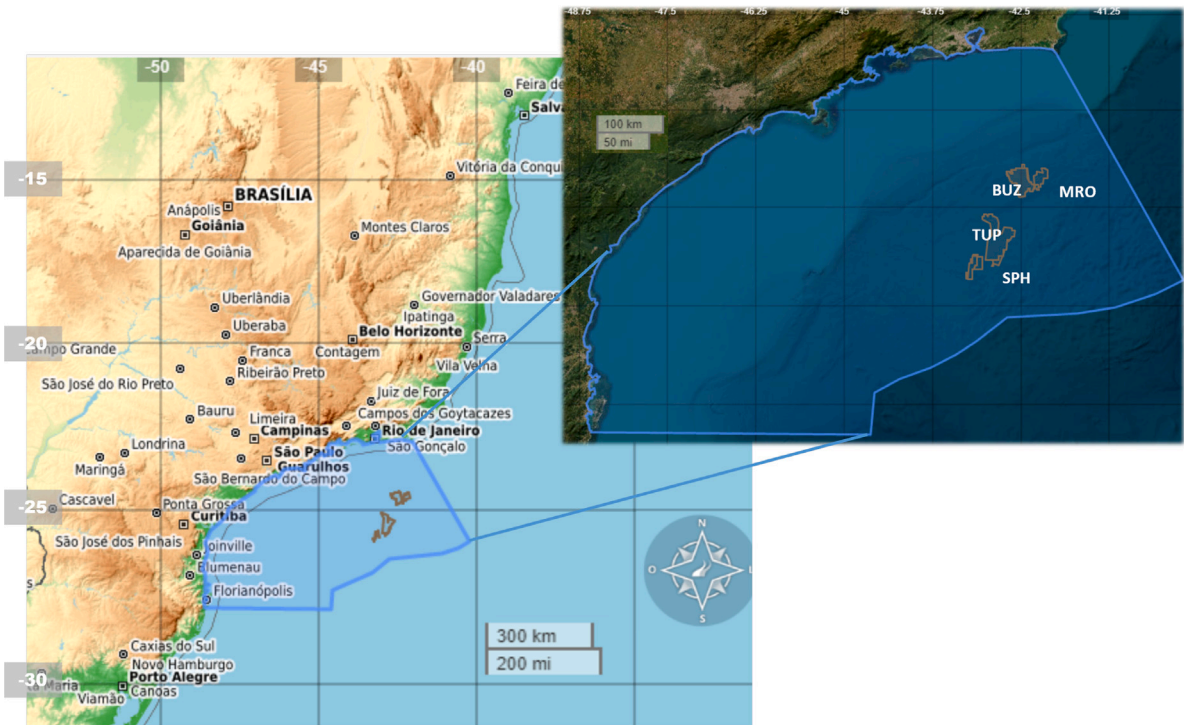 -48.75
-47.5
-46.25
-45
-43.75
-42.5
-41.25
100 km
50 mi
BUZ
MRO
TUP
SPH
-50
-45
-40
-15
-20
-25
-30
Feira de
Salva
Vitória da Conqui
BRASÍLIA
Anápolis
Goiânia
Aparecida de Goiânia
Montes Claros
Uberlândia
Governador Valadares
Uberaba
Ipatinga
Belo Horizonte
Serra
Contagem
ampo Grande
Franca
Vila Velha
Ribeirão Preto
São José do Rio Preto
Juiz de Fora
Bauru
Limeira
Campos dos Goytacazes
Campinas
Rio de Janeiro
Londrina
São Gonçalo
São Paulo
Maringá
Guarulhos
São Bernardo do Campo
Cascavel
Ponta Grossa
Curitiba
São José dos Pinhais
Joinville
Blumenau
Florianópolis
N
O
L
S
300 km
200 mi
Caxias do Sul
Novo Hamburgo
Porto Alegre
ta Maria
Canoas
Viamão